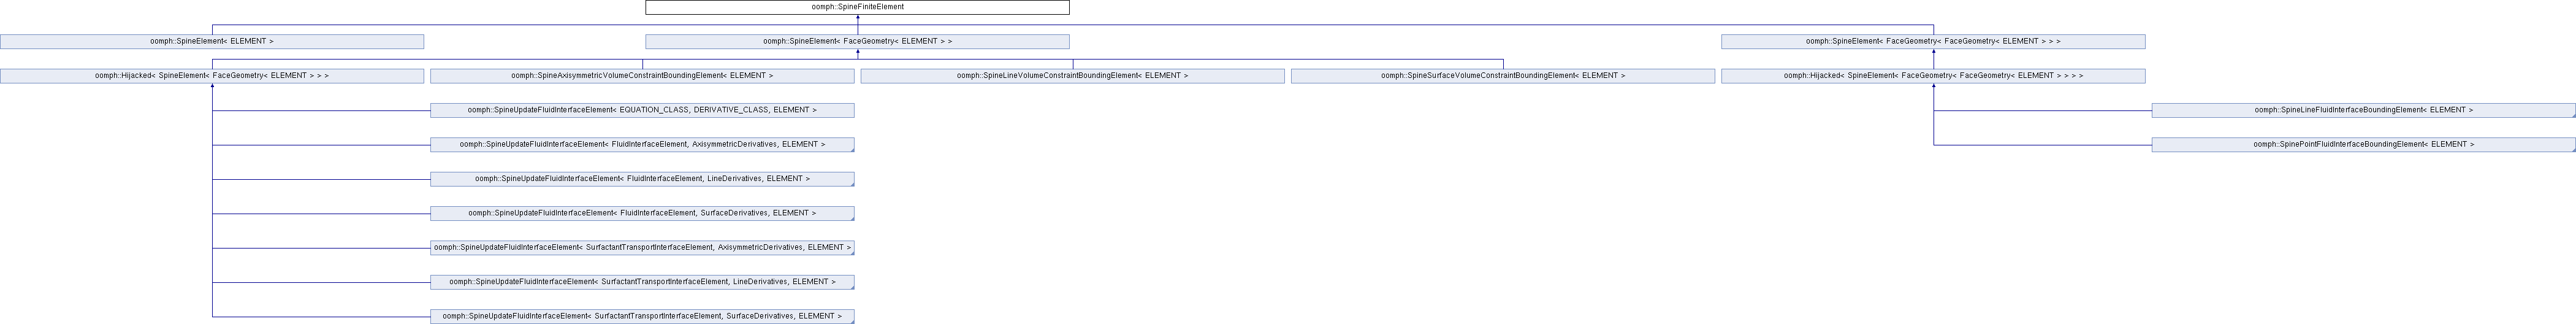 oomph::SpineFiniteElement
oomph::SpineElement< ELEMENT >
oomph::SpineElement< FaceGeometry< ELEMENT > >
oomph::SpineElement< FaceGeometry< FaceGeometry< ELEMENT > > >
oomph::Hijacked< SpineElement< FaceGeometry< ELEMENT > > >
oomph::SpineAxisymmetricVolumeConstraintBoundingElement< ELEMENT >
oomph::SpineLineVolumeConstraintBoundingElement< ELEMENT >
oomph::SpineSurfaceVolumeConstraintBoundingElement< ELEMENT >
oomph::Hijacked< SpineElement< FaceGeometry< FaceGeometry< ELEMENT > > > >
oomph::SpineUpdateFluidInterfaceElement< EQUATION_CLASS, DERIVATIVE_CLASS, ELEMENT >
oomph::SpineLineFluidInterfaceBoundingElement< ELEMENT >
oomph::SpineUpdateFluidInterfaceElement< FluidInterfaceElement, AxisymmetricDerivatives, ELEMENT >
oomph::SpinePointFluidInterfaceBoundingElement< ELEMENT >
oomph::SpineUpdateFluidInterfaceElement< FluidInterfaceElement, LineDerivatives, ELEMENT >
oomph::SpineUpdateFluidInterfaceElement< FluidInterfaceElement, SurfaceDerivatives, ELEMENT >
oomph::SpineUpdateFluidInterfaceElement< SurfactantTransportInterfaceElement, AxisymmetricDerivatives, ELEMENT >
oomph::SpineUpdateFluidInterfaceElement< SurfactantTransportInterfaceElement, LineDerivatives, ELEMENT >
oomph::SpineUpdateFluidInterfaceElement< SurfactantTransportInterfaceElement, SurfaceDerivatives, ELEMENT >